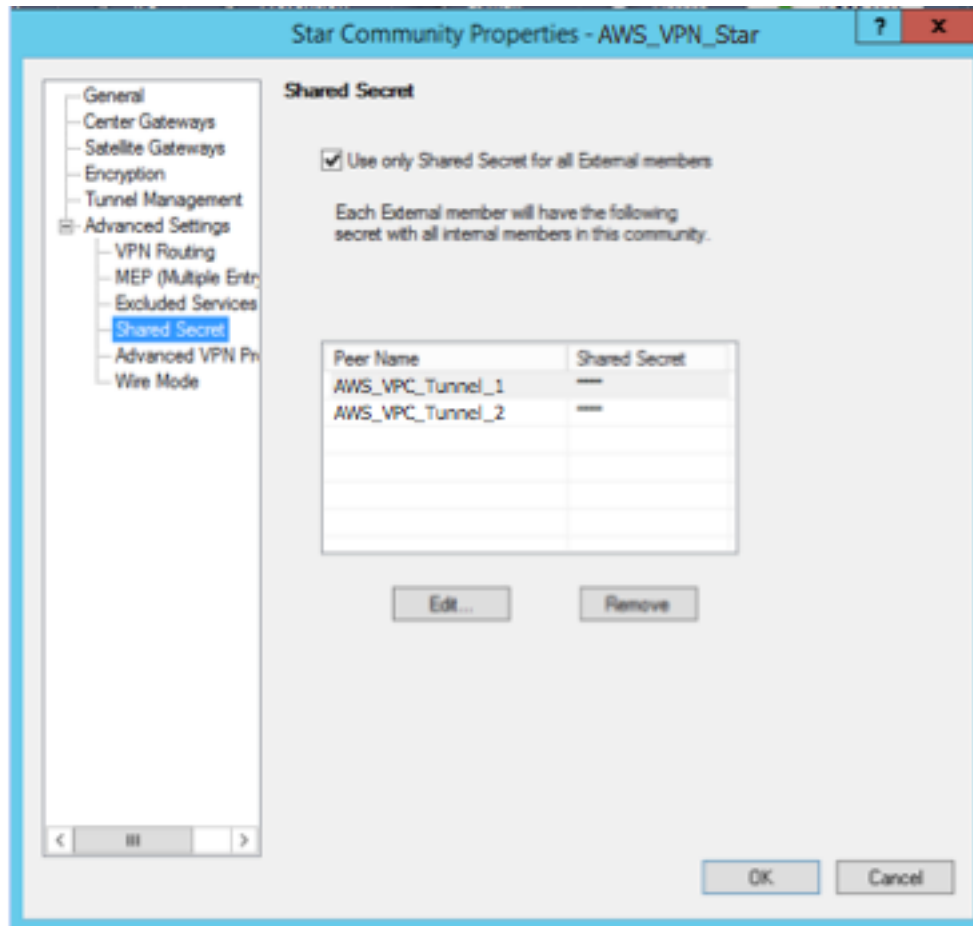 Star Community Properties - AWS_VPN_Star
? x
General
Center Gateways
Satellite Gateways
Encryption
Tunnel Management
Advanced Settings
VPN Routing
MEP (Multiple Entry
Excluded Services
Shared Secret
Advanced VPN Pr
Wire Mode
Shared Secret
Use only Shared Secret for all External members
Each External member will have the following
secret with all internal members in this community.
Peer Name Shared Secret
AWS_VPC_Tunnel_1
AWS_VPC_Tunnel_2
Edit... Remove
OK Cancel